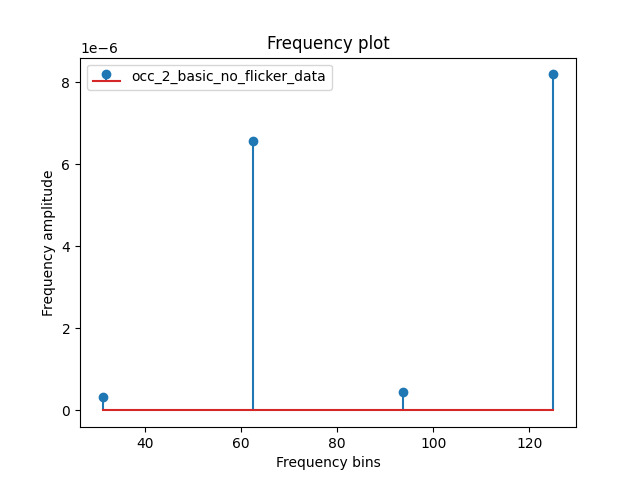 Frequency plot
1e−6
occ_2_basic_no_flicker_data
8
6
4
2
0
Frequency amplitude
40 60 80 100 120
Frequency bins